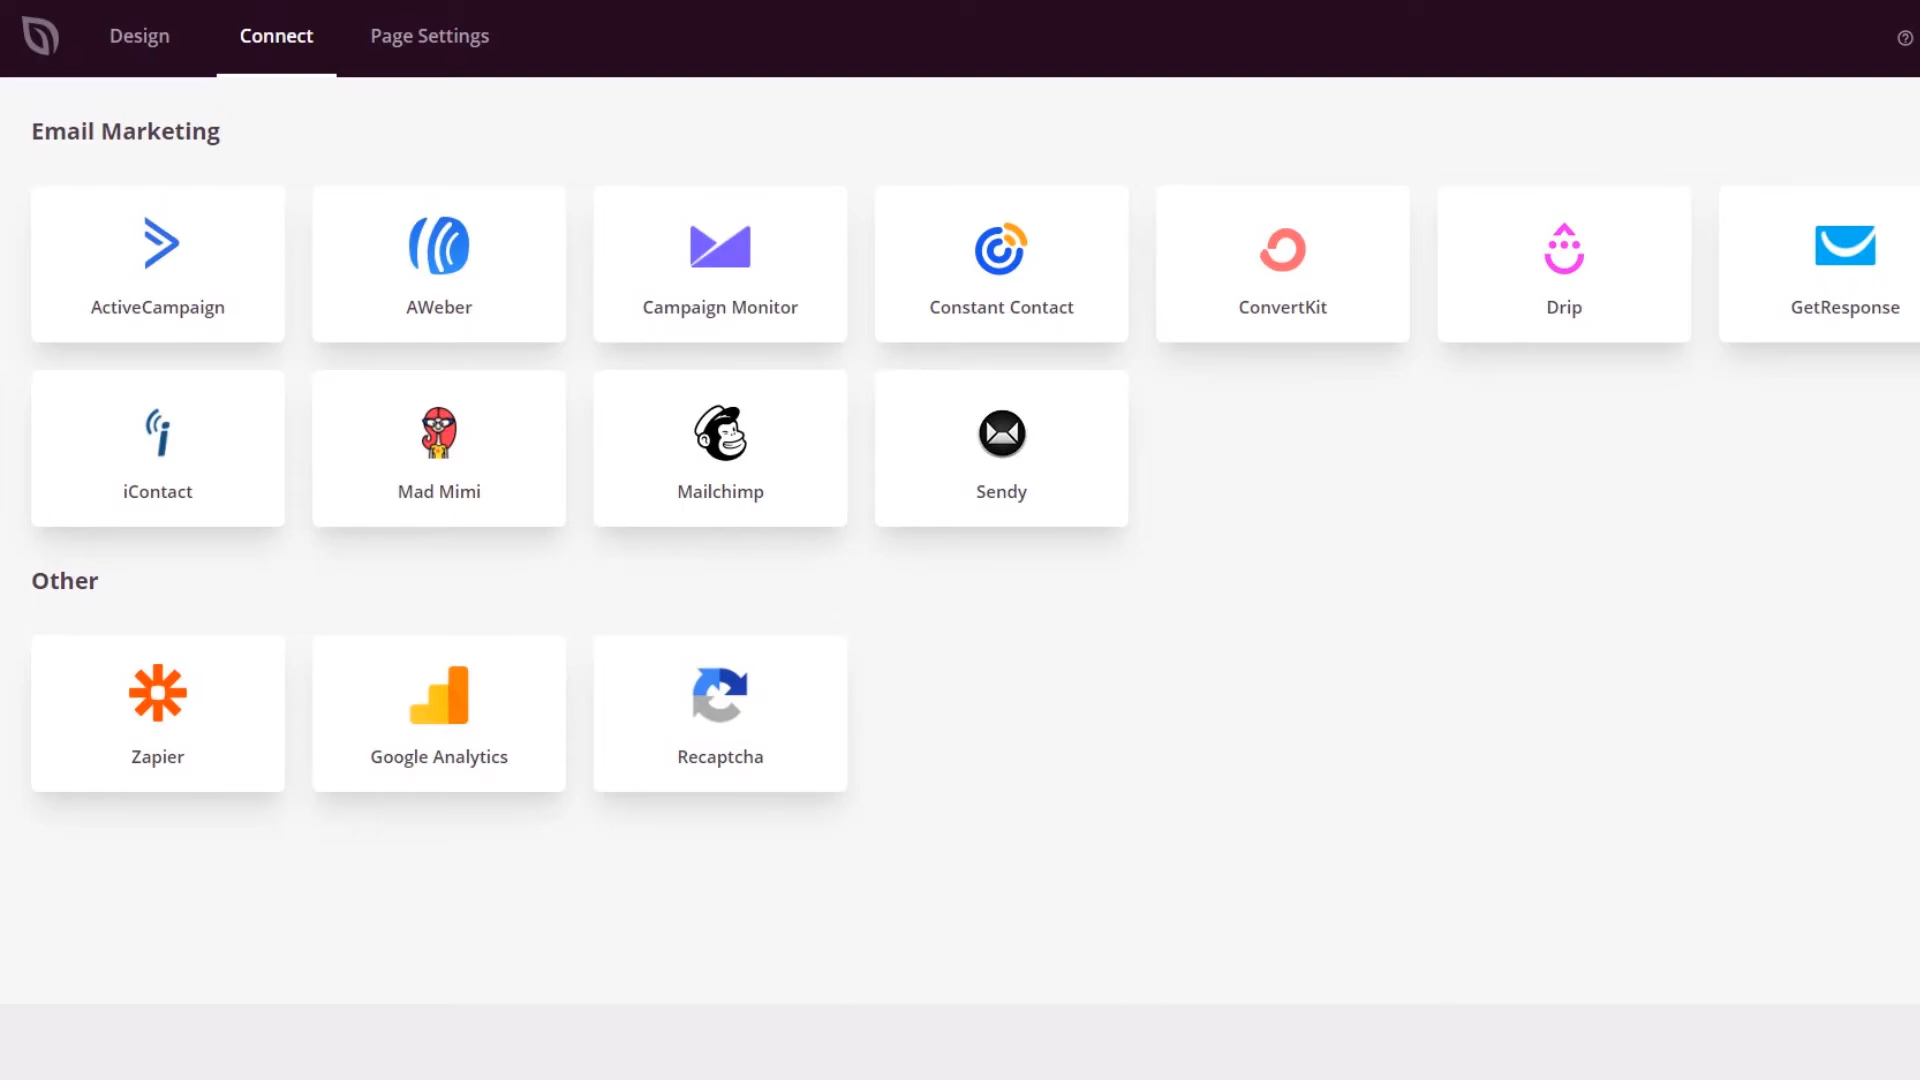 Design Connect Page Settings
Email Marketing
ActiveCampaign AWeber Campaign Monitor Constant Contact ConvertKit Drip GetResponse
iContact Mad Mimi Mailchimp Sendy
Other
Zapier Google Analytics Recaptcha